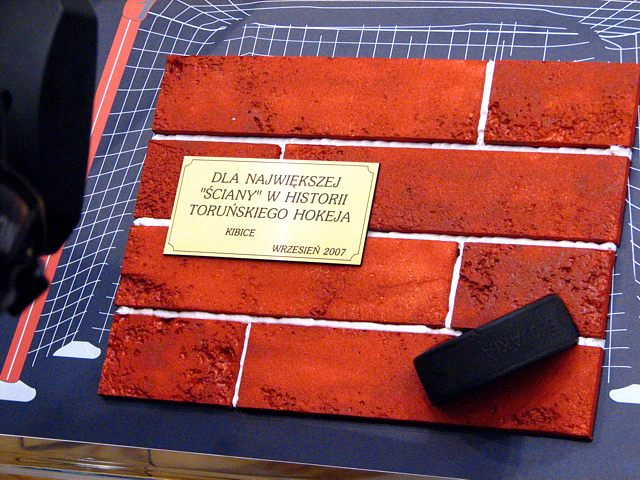 DLA NAJWIĘKSZEJ
"ŚCIANY" W HISTORII
TORUŃSKIEGO HOKEJA
KIBICE
WRZESIEŃ 2007